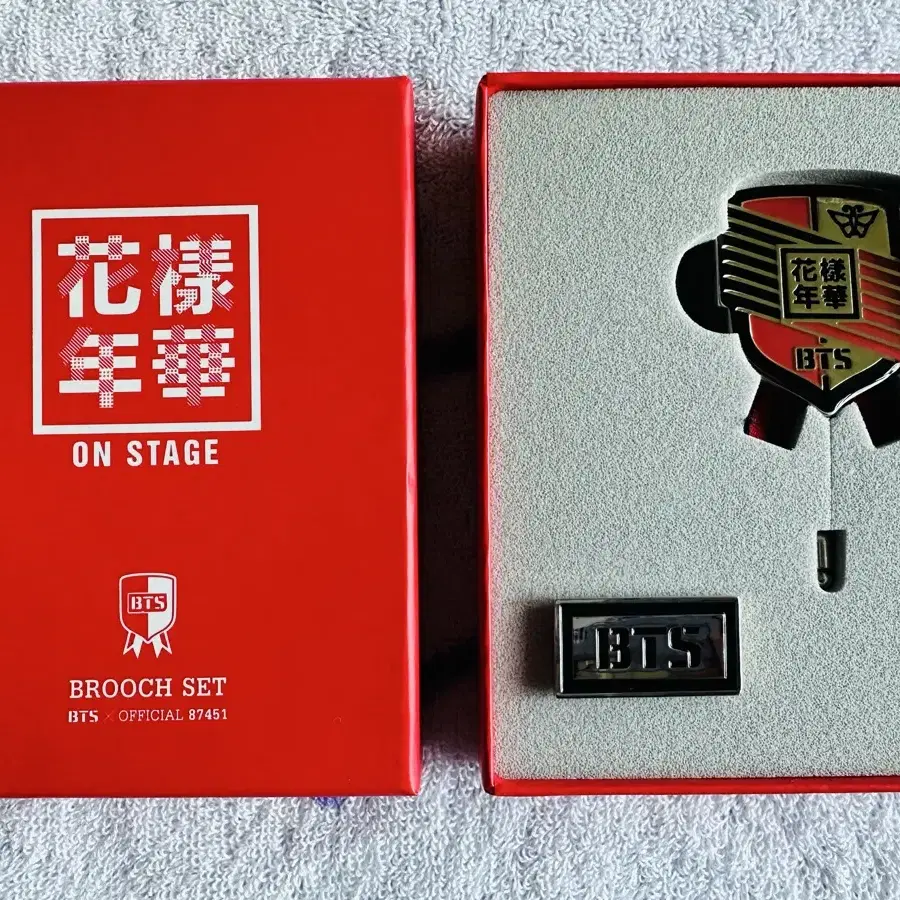 花樣
年華
ON STAGE
BTS
BROOCH SET
BTS × OFFICIAL 87451
花樣
年華
BTS
BTS